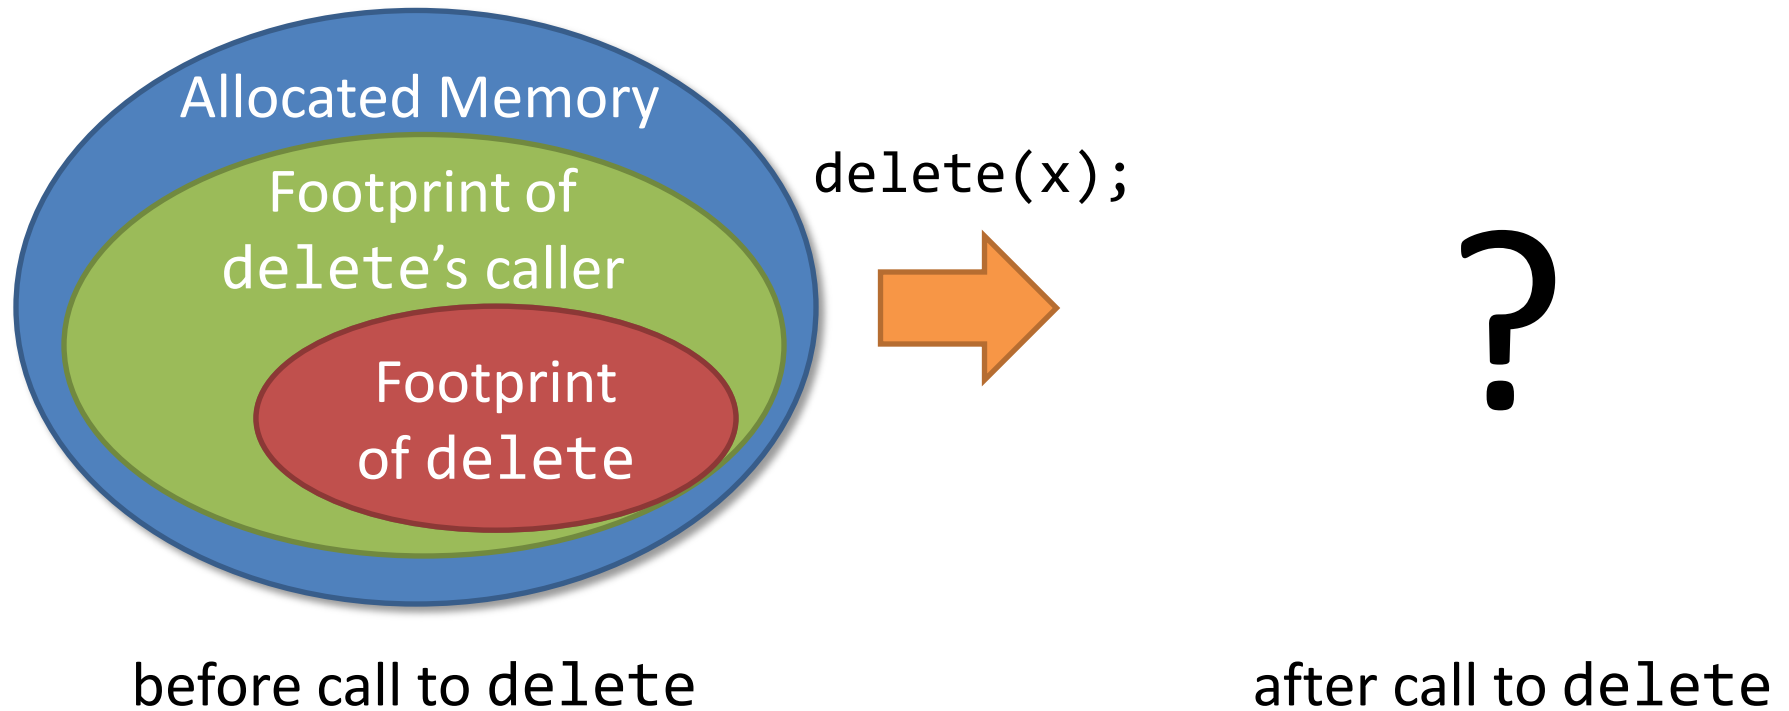 Allocated Memory
Footprint of
delete’s caller
Footprint
of delete
delete(x);
?
before call to delete
after call to delete